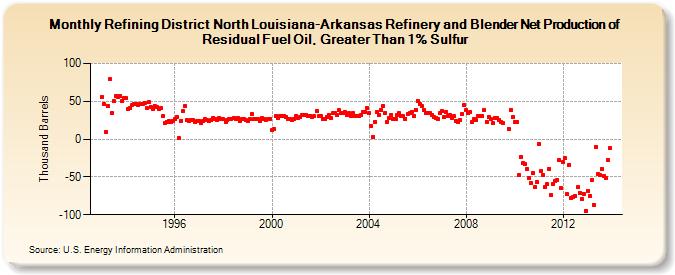 Monthly Refining District North Louisiana-Arkansas Refinery and Blender Net Production of
Residual Fuel Oil, Greater Than 1% Sulfur
Thousand Barrels
100
50
0
-50
-100
1996
2000
2004
2008
2012
Source: U.S. Energy Information Administration